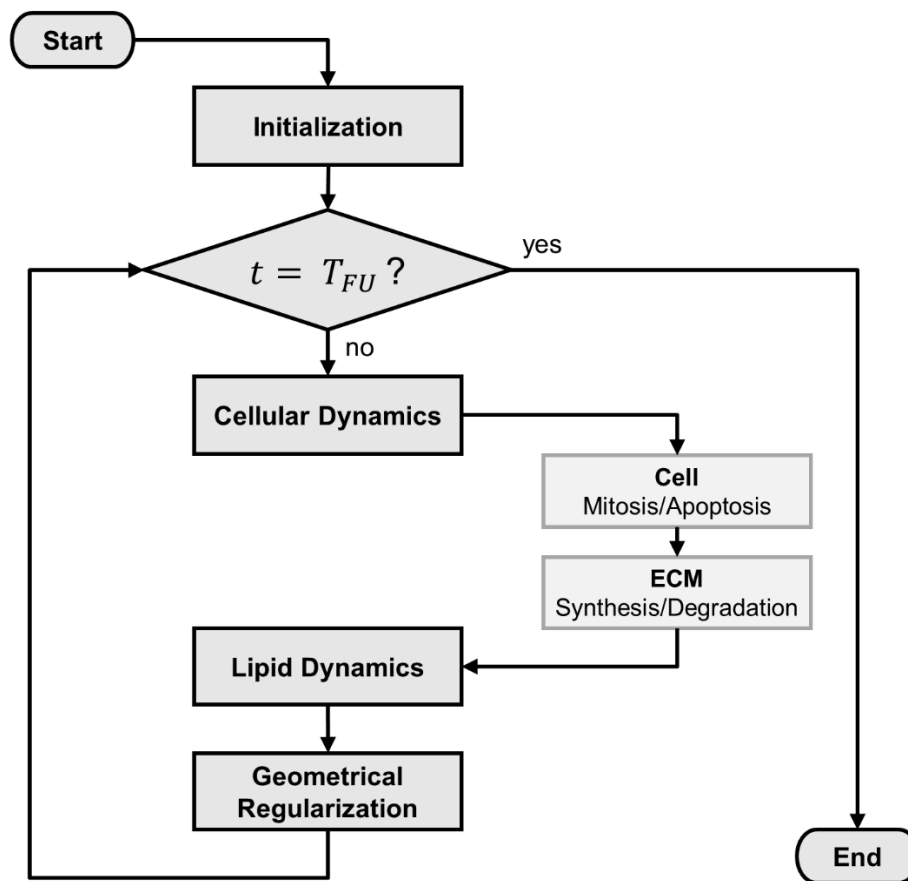 Start
Initialization
yes
t = T_FU ?
no
Cellular Dynamics
Cell
Mitosis/Apoptosis
ECM
Synthesis/Degradation
Lipid Dynamics
Geometrical
Regularization
End